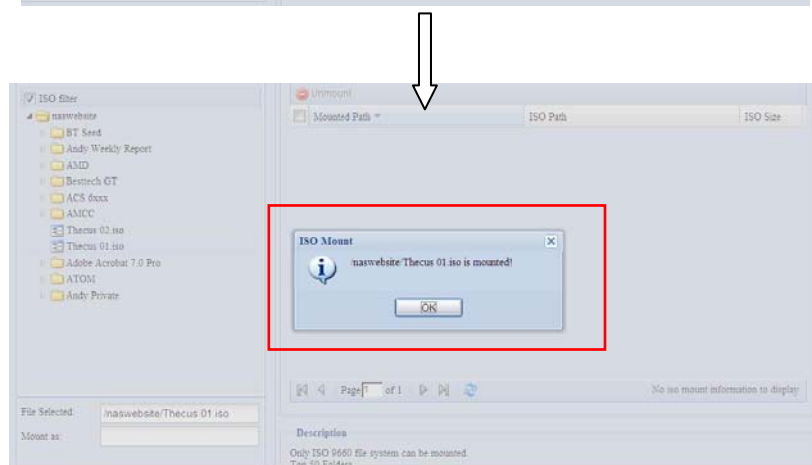 ISO filter
naswebsite
BT Seed
Andy Weekly Report
AMD
Besttech GT
ACS 6xxx
AMCC
Thecus 02.iso
Thecus 01.iso
Adobe Acrobat 7.0 Pro
ATOM
Andy Private
File Selected:
/naswebsite/Thecus 01.iso
Mount as:
Unmount
Mounted Path
ISO Path
ISO Size
ISO Mount
/naswebsite/Thecus 01.iso is mounted!
OK
Page 1 of 1
No iso mount information to display
Description
Only ISO 9660 file system can be mounted.
Top 50 Folders